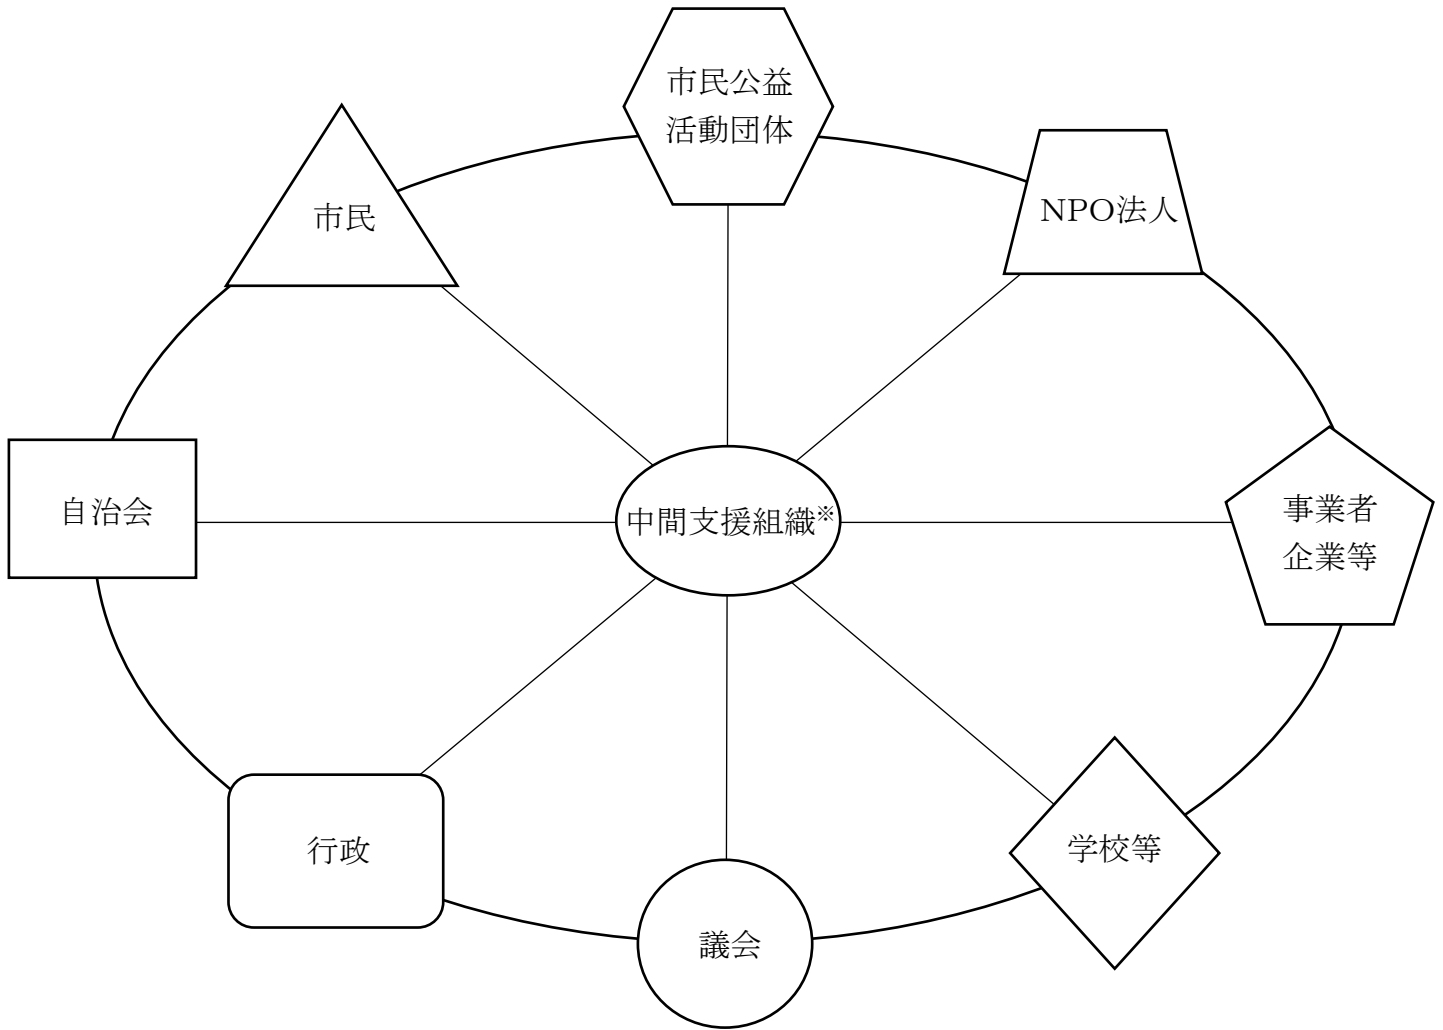 市民公益
活動団体
市民
NPO法人
自治会
中間支援組織※
事業者
企業等
行政
学校等
議会